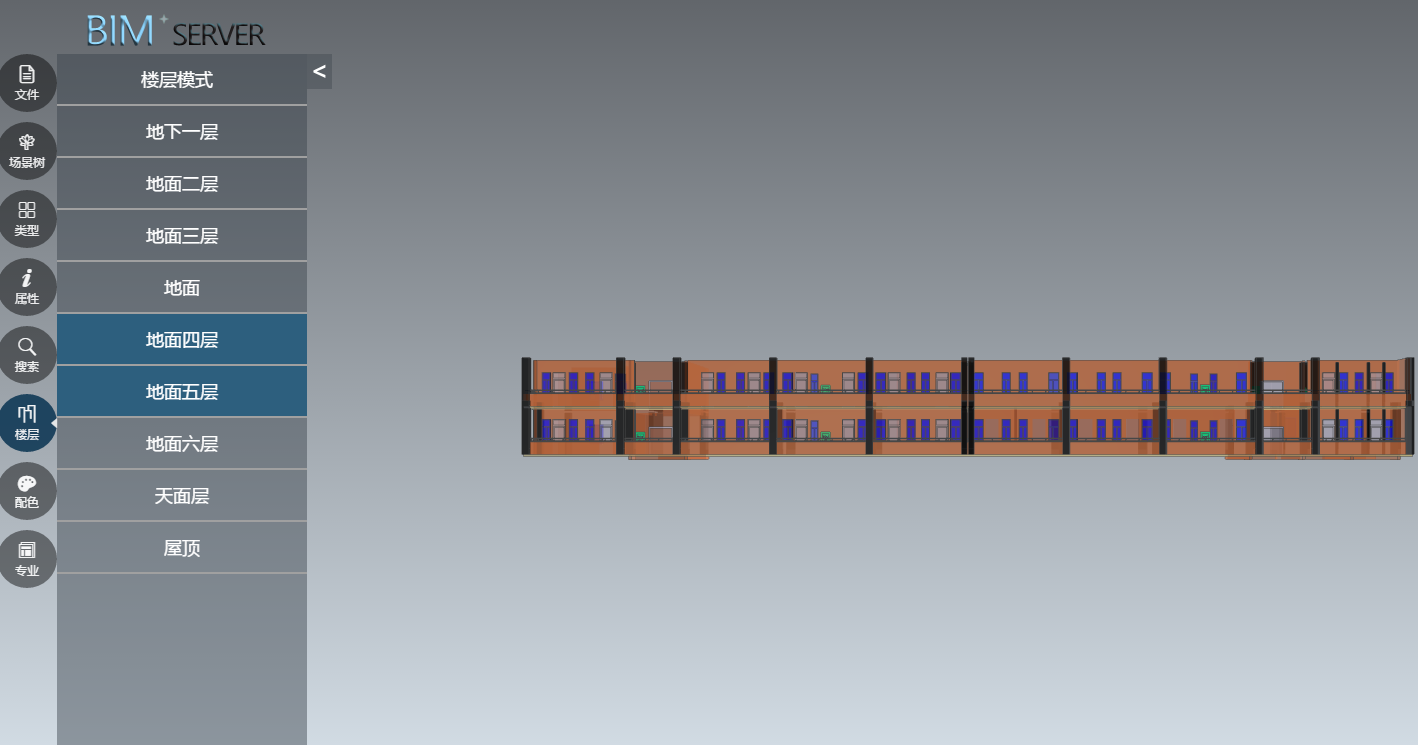 BIM+ SERVER
<
文件
场景树
类型
属性
搜索
楼层
配色
专业
楼层模式
地下一层
地面二层
地面三层
地面
地面四层
地面五层
地面六层
天面层
屋顶